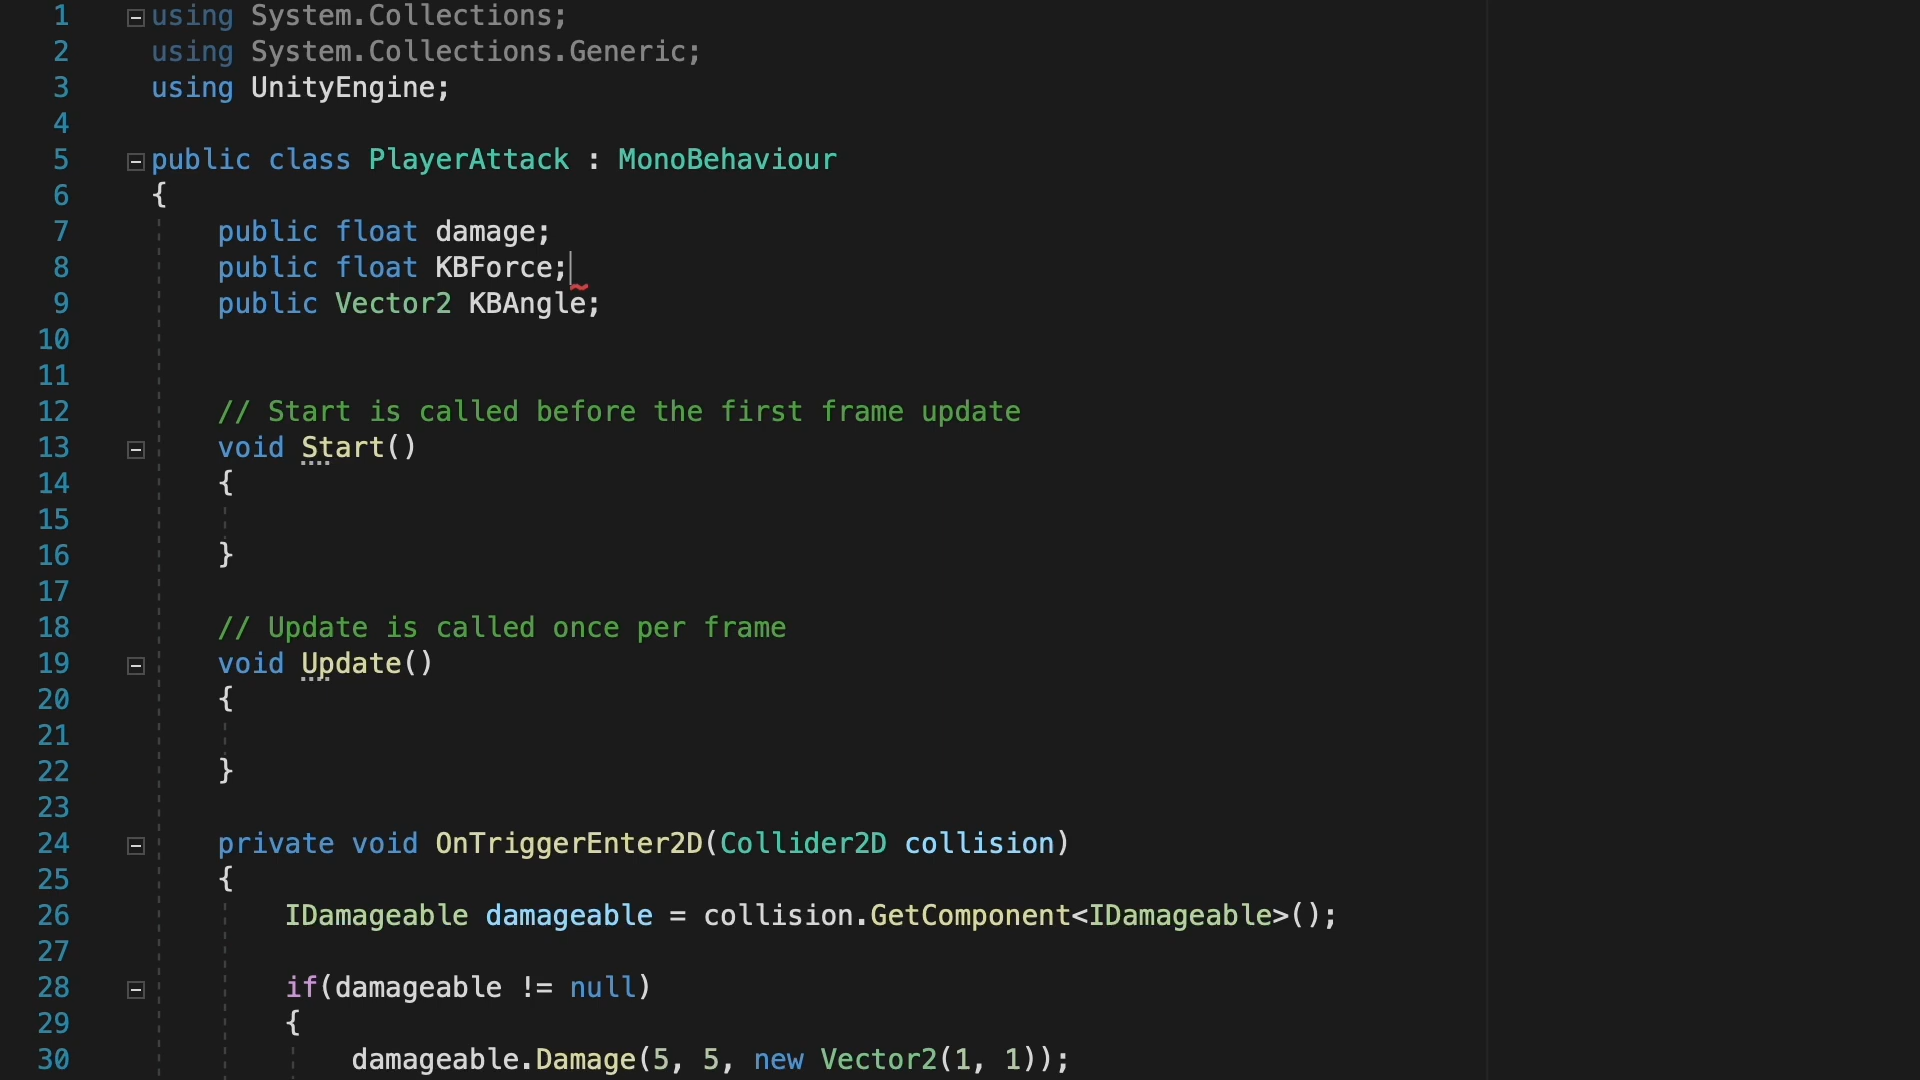 1 using System.Collections;
2 using System.Collections.Generic;
3 using UnityEngine;
4
5 public class PlayerAttack : MonoBehaviour
6 {
7 public float damage;
8 public float KBForce;
9 public Vector2 KBAngle;
10
11
12 // Start is called before the first frame update
13 void Start()
14 {
15
16 }
17
18 // Update is called once per frame
19 void Update()
20 {
21
22 }
23
24 private void OnTriggerEnter2D(Collider2D collision)
25 {
26 IDamageable damageable = collision.GetComponent<IDamageable>();
27
28 if(damageable != null)
29 {
30 damageable.Damage(5, 5, new Vector2(1, 1));